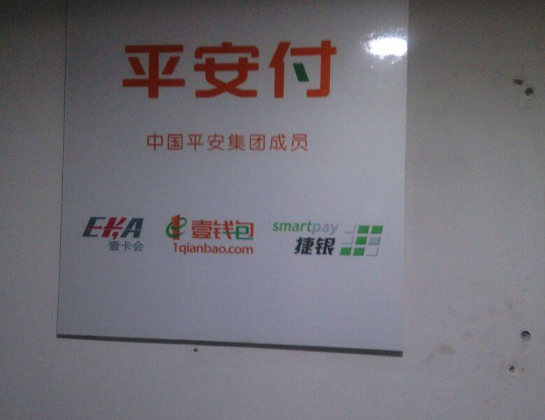 平安付
中国平安集团成员
EKA
壹卡会
壹钱包
1qianbao.com
smartpay
捷银